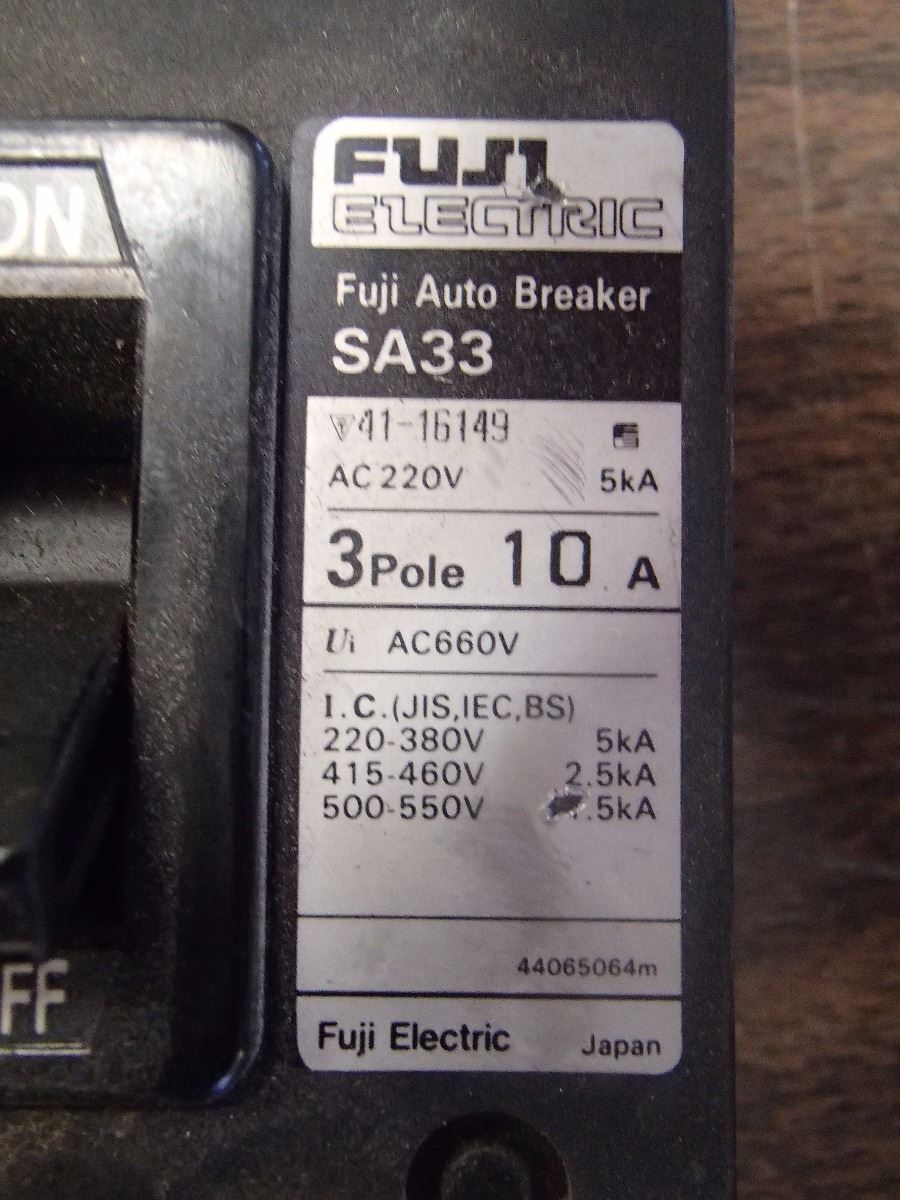 ON
FUJI
ELECTRIC
Fuji Auto Breaker
SA33
41-16149
AC220V 5kA
3Pole 10 A
Ui AC660V
I.C.(JIS,IEC,BS)
220-380V 5kA
415-460V 2.5kA
500-550V .5kA
44065064m
Fuji Electric Japan
FF